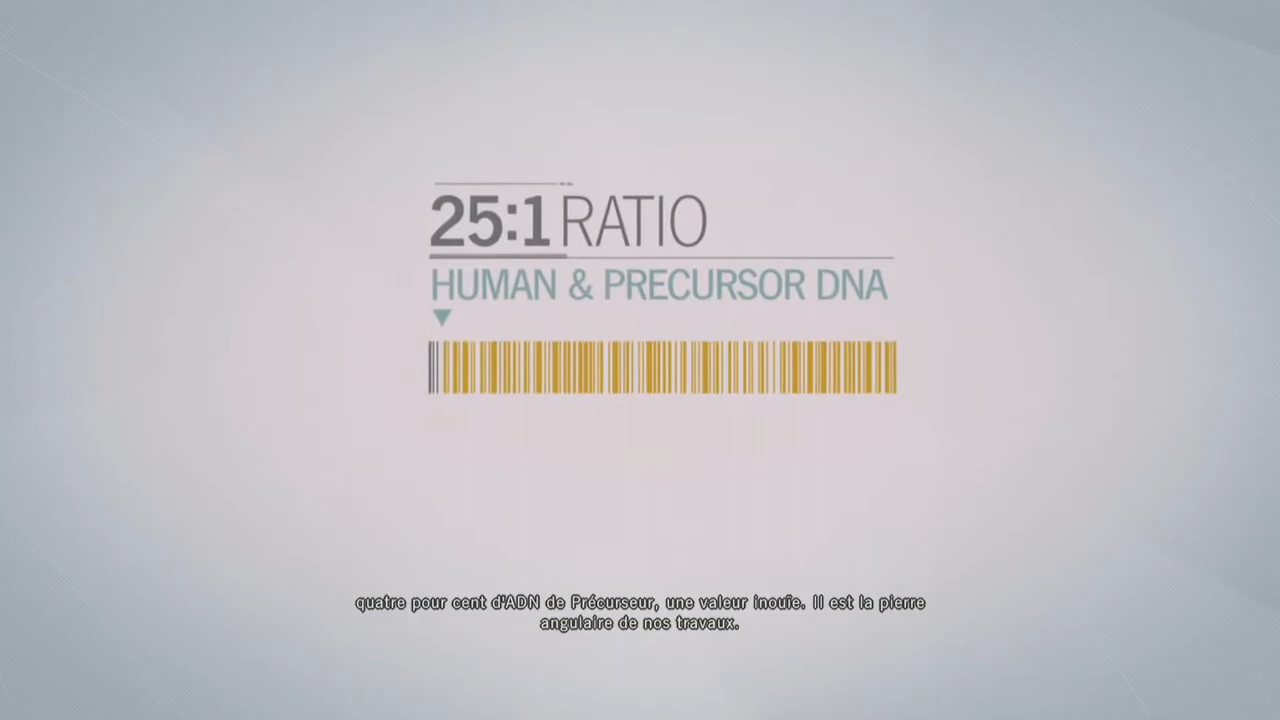 25:1 RATIO
HUMAN & PRECURSOR DNA
quatre pour cent d'ADN de Précurseur, une valeur inouïe. Il est la pierre
angulaire de nos travaux.